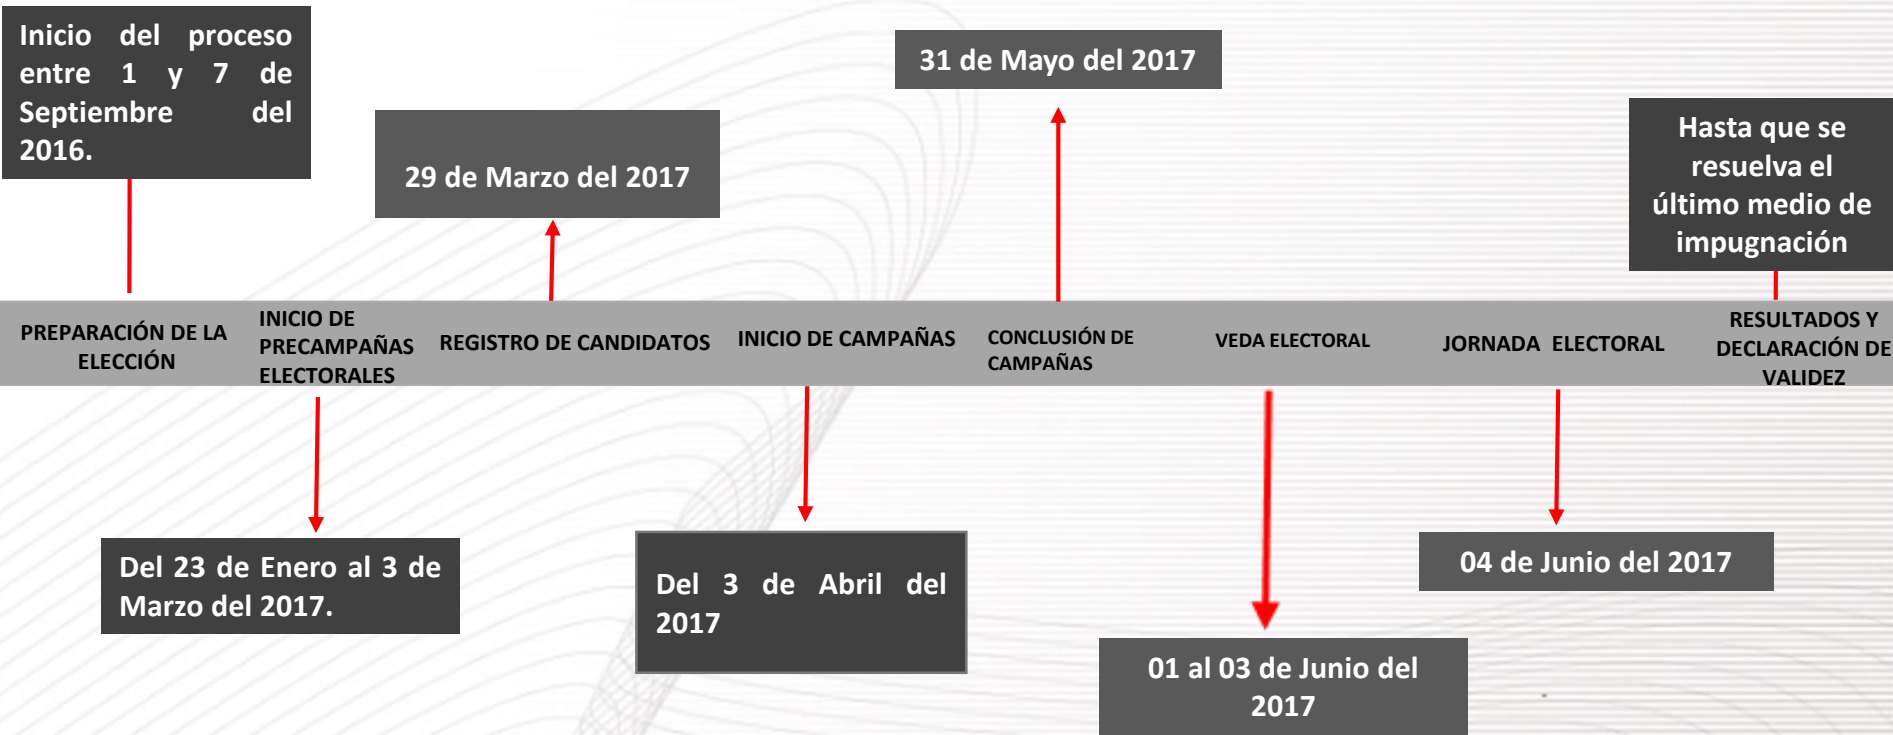 Inicio del proceso
entre 1 y 7 de
Septiembre del
2016.
29 de Marzo del 2017
31 de Mayo del 2017
Hasta que se
resuelva el
último medio de
impugnación
PREPARACIÓN DE LA
ELECCIÓN
INICIO DE
PRECAMPAÑAS
ELECTORALES
REGISTRO DE CANDIDATOS
INICIO DE CAMPAÑAS
CONCLUSIÓN DE
CAMPAÑAS
VEDA ELECTORAL
JORNADA ELECTORAL
RESULTADOS Y
DECLARACIÓN DE
VALIDEZ
Del 23 de Enero al 3 de
Marzo del 2017.
Del 3 de Abril del
2017
01 al 03 de Junio del
2017
04 de Junio del 2017